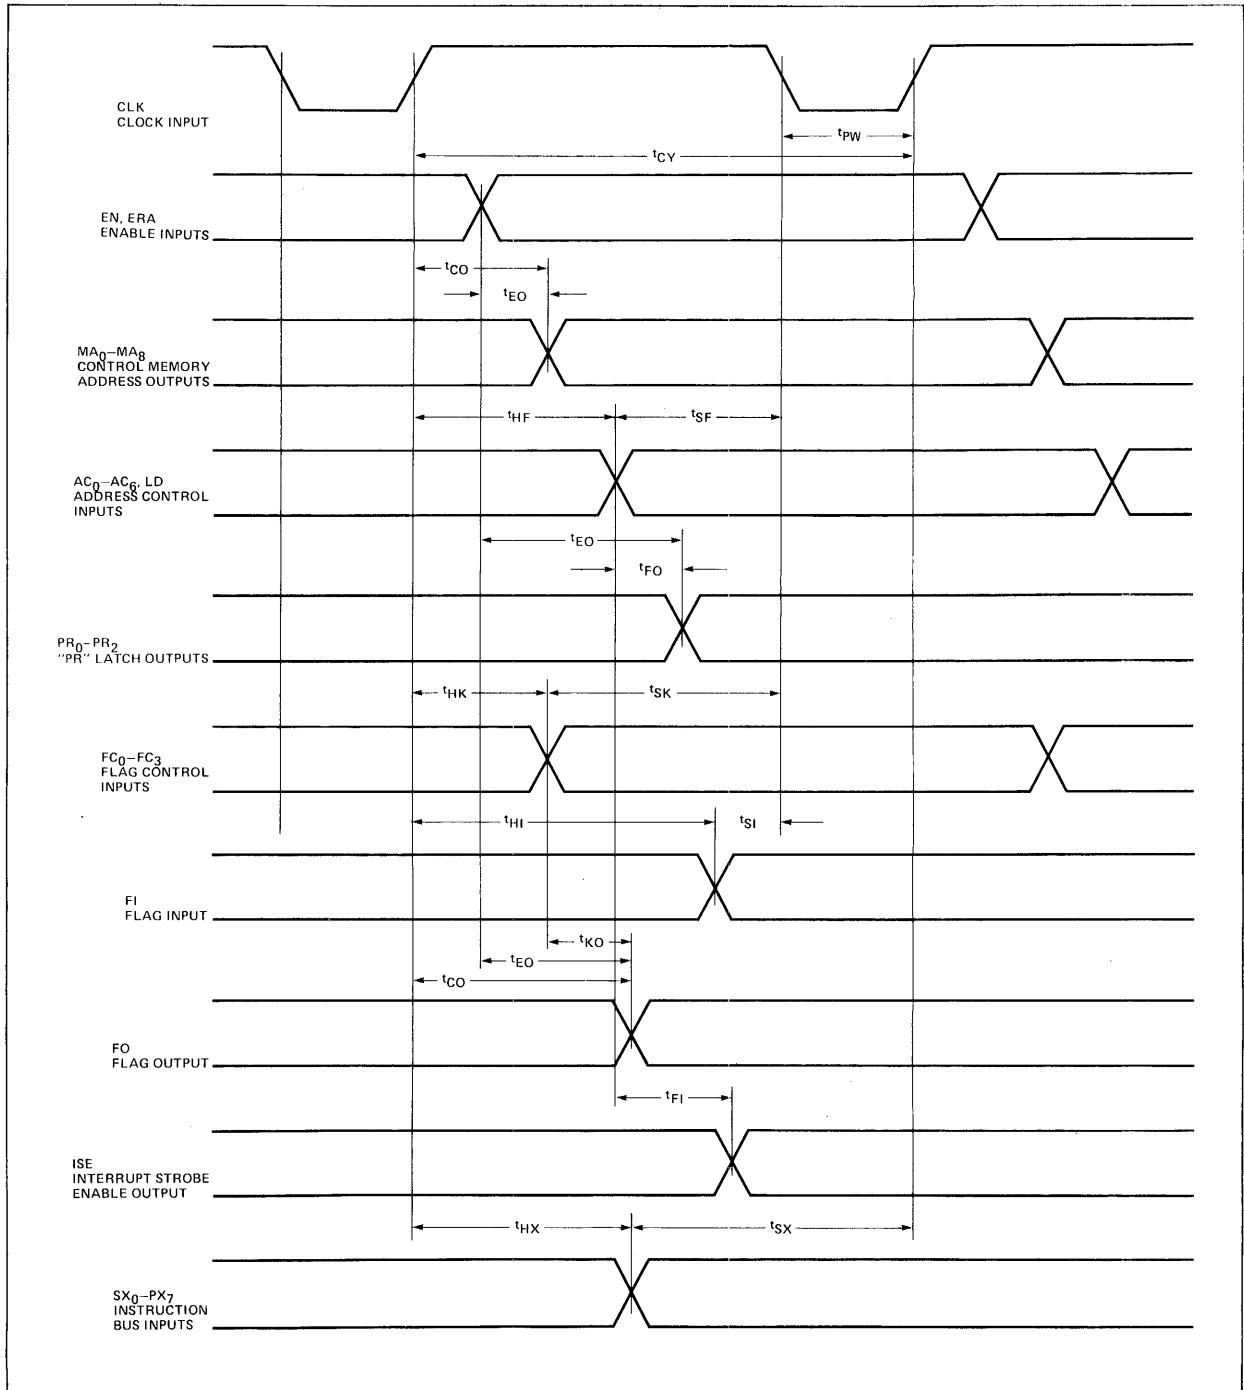 CLK
CLOCK INPUT
tPW
tCY
EN, ERA
ENABLE INPUTS
tCO
tEO
MA0–MA8
CONTROL MEMORY
ADDRESS OUTPUTS
tHF
tSF
AC0–AC6, LD
ADDRESS CONTROL
INPUTS
tEO
tFO
PR0–PR2
"PR" LATCH OUTPUTS
tHK
tSK
FC0–FC3
FLAG CONTROL
INPUTS
tHI
tSI
FI
FLAG INPUT
tKO
tEO
tCO
FO
FLAG OUTPUT
tFI
ISE
INTERRUPT STROBE
ENABLE OUTPUT
tHX
tSX
SX0–PX7
INSTRUCTION
BUS INPUTS